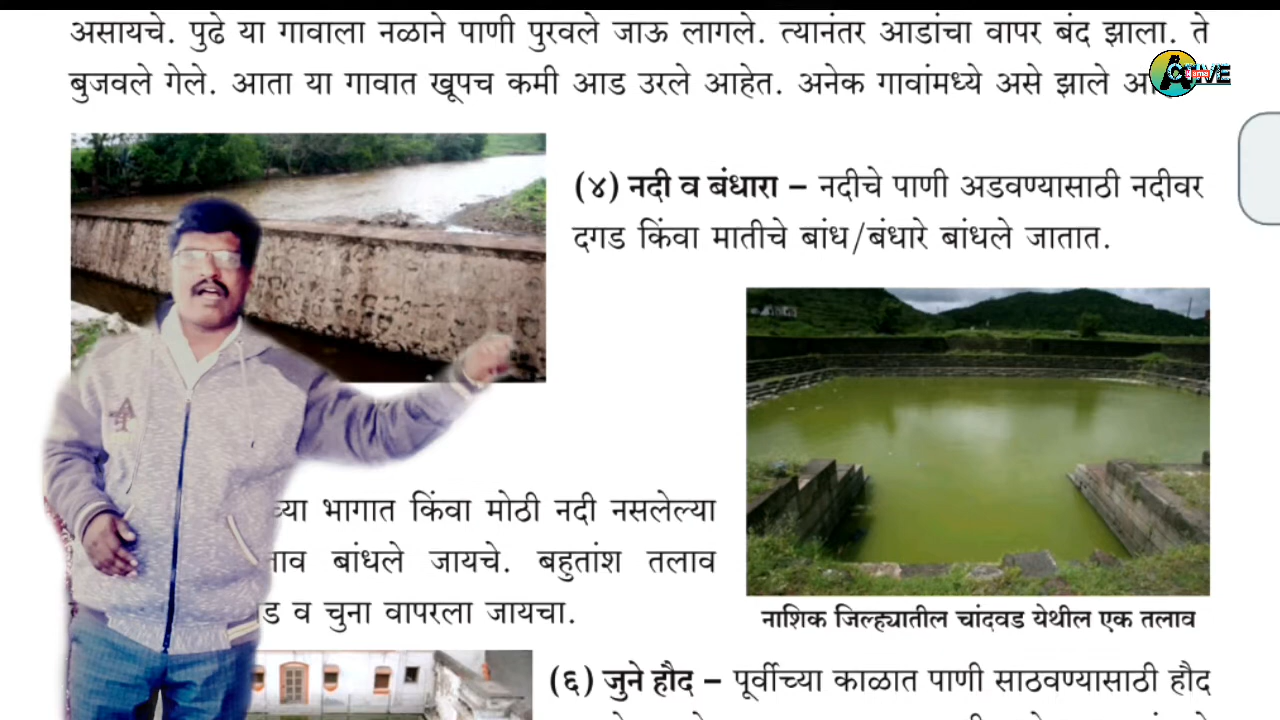 असायचे. पुढे या गावाला नळाने पाणी पुरवले जाऊ लागले. त्यानंतर आडांचा वापर बंद झाला. ते
बुजवले गेले. आता या गावात खूपच कमी आड उरले आहेत. अनेक गावांमध्ये असे झाले
(४) नदी व बंधारा – नदीचे पाणी अडवण्यासाठी नदीवर
दगड किंवा मातीचे बांध/बंधारे बांधले जातात.
भागात किंवा मोठी नदी नसलेल्या
बांधले जायचे. बहुतांश तलाव
व चुना वापरला जायचा.
नाशिक जिल्ह्यातील चांदवड येथील एक तलाव
(६) जुने हौद – पूर्वीच्या काळात पाणी साठवण्यासाठी हौद